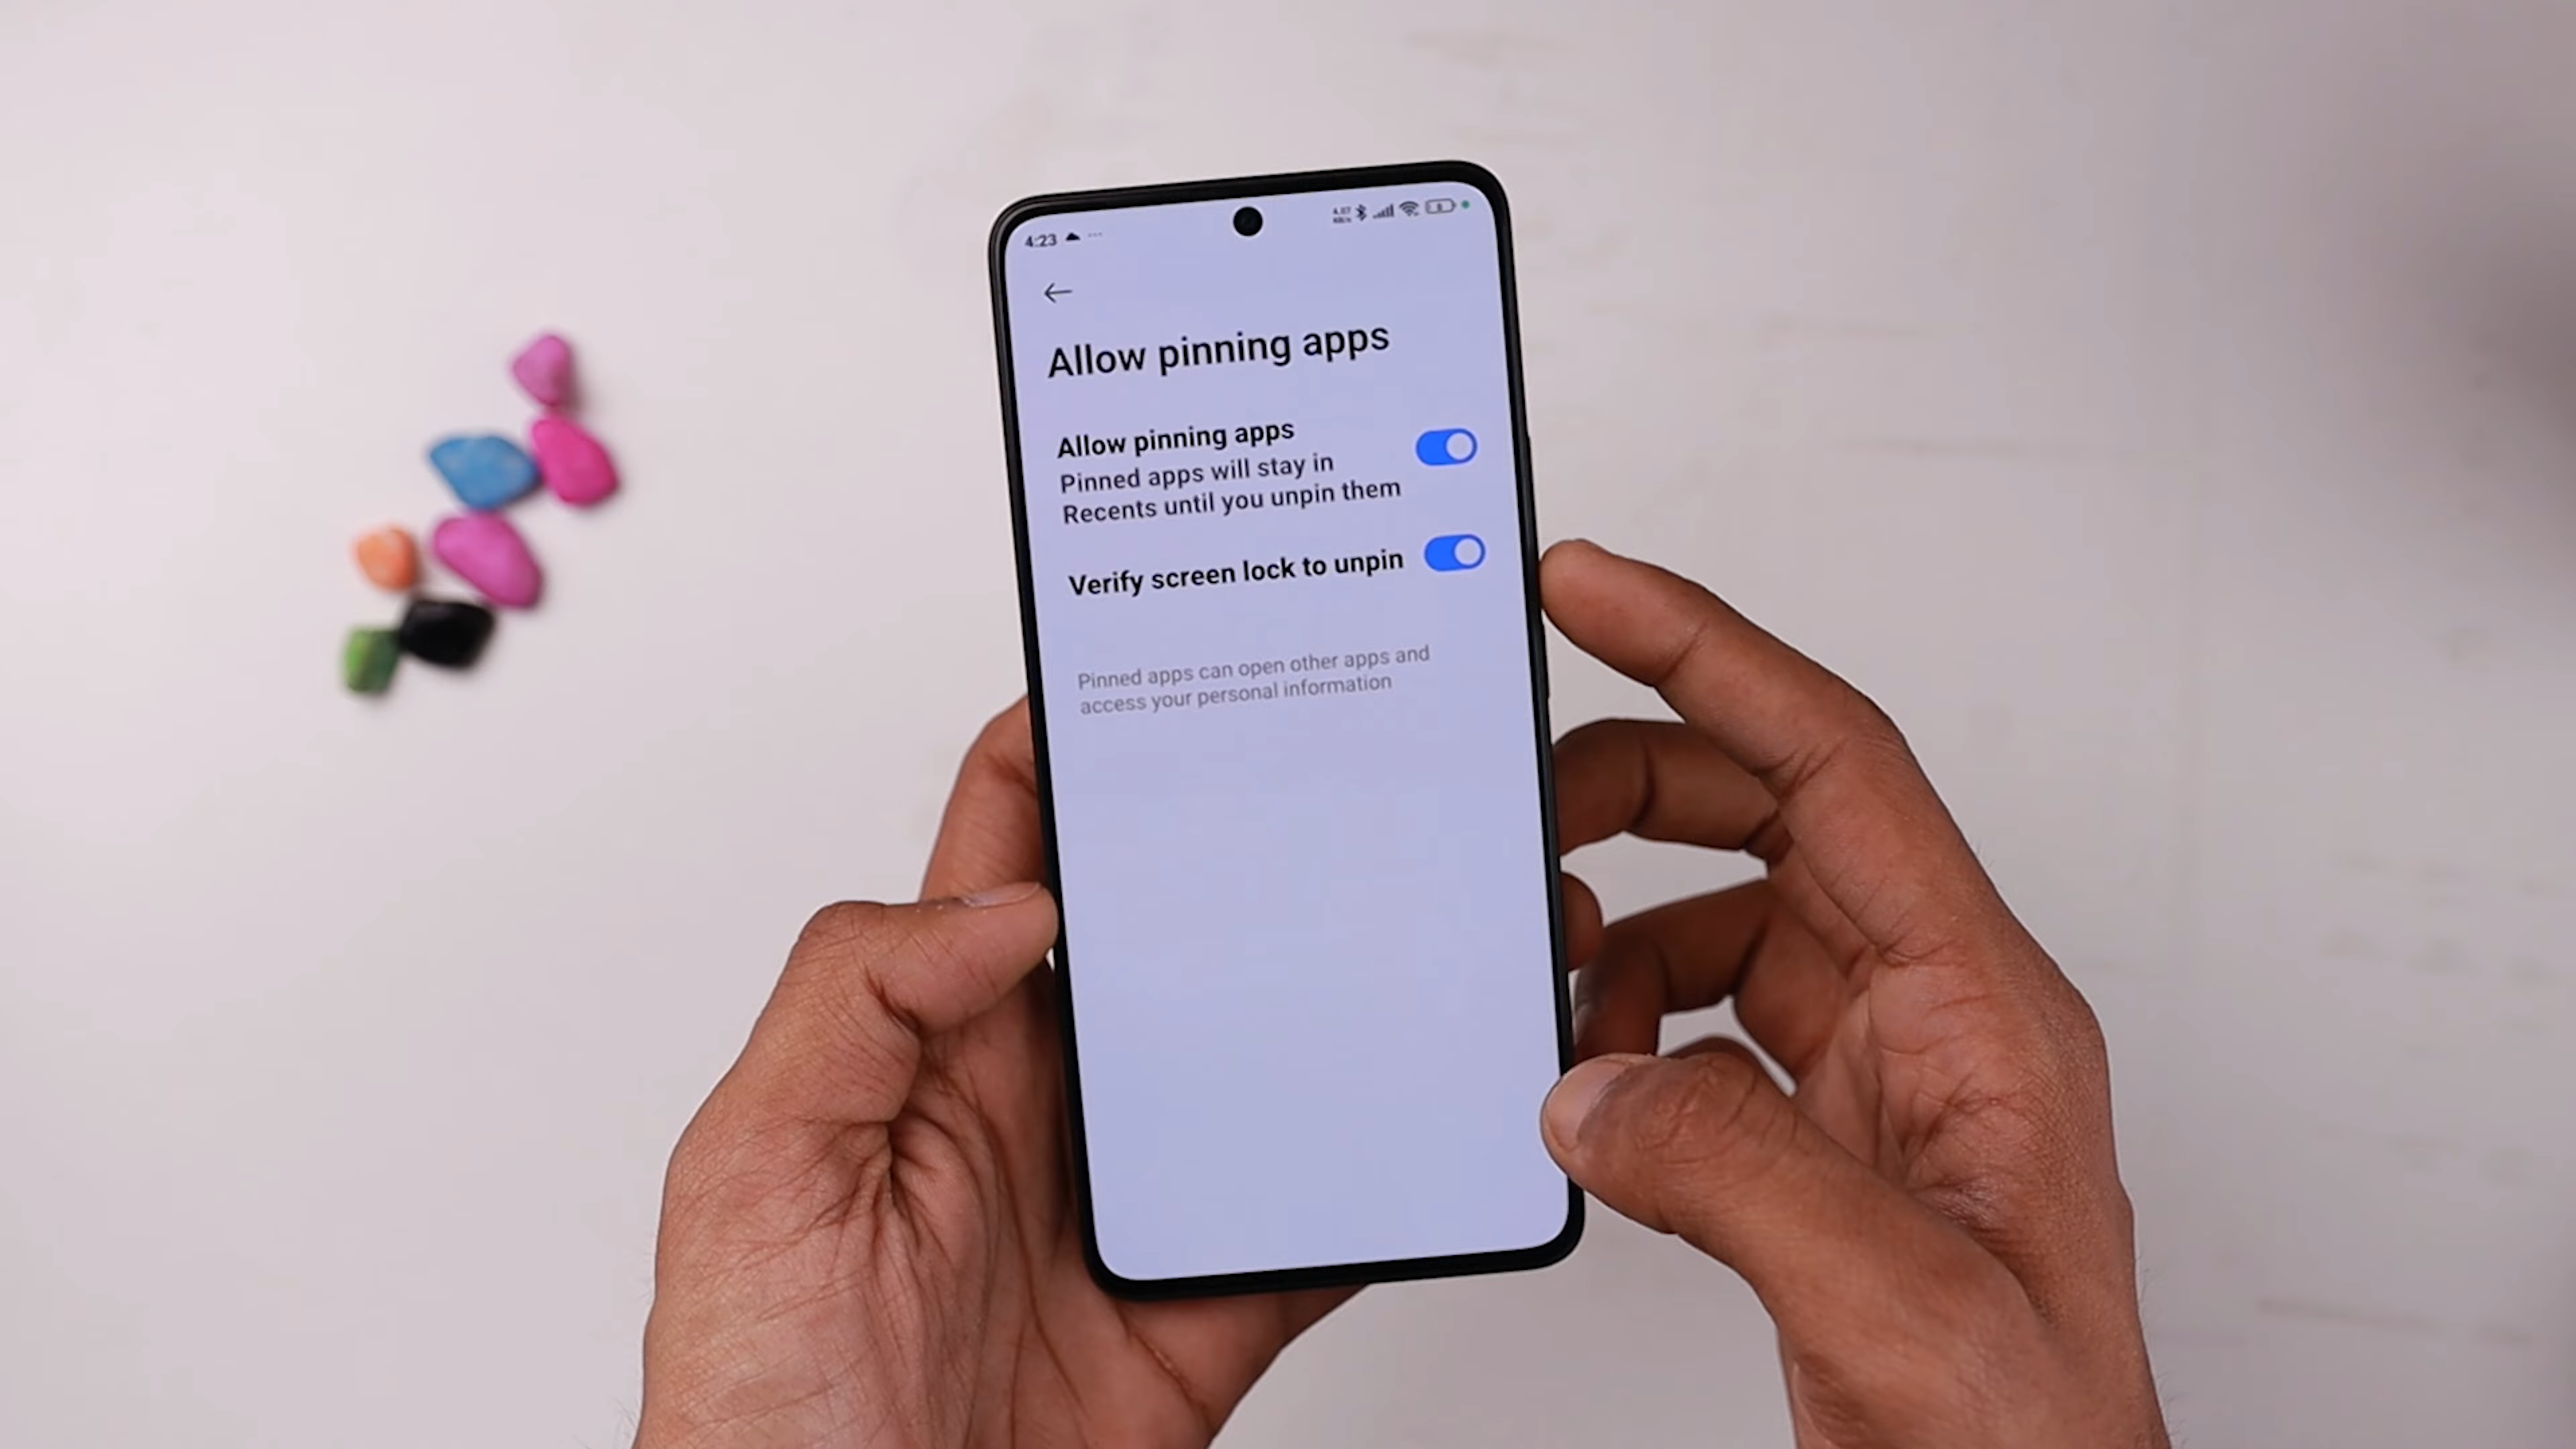 4:23
Allow pinning apps
Allow pinning apps
Pinned apps will stay in
Recents until you unpin them
Verify screen lock to unpin
Pinned apps can open other apps and
access your personal information